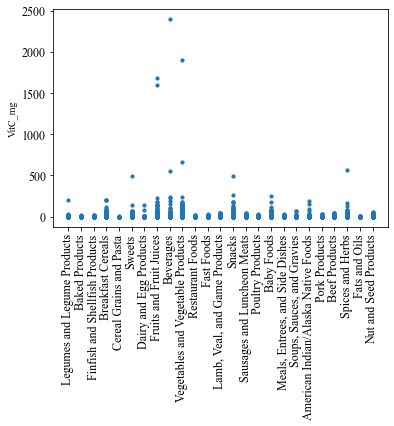 2500
2000
1500
1000
500
0
VitC_mg
Legumes and Legume Products
Baked Products
Finfish and Shellfish Products
Breakfast Cereals
Cereal Grains and Pasta
Sweets
Dairy and Egg Products
Fruits and Fruit Juices
Beverages
Vegetables and Vegetable Products
Restaurant Foods
Fast Foods
Lamb, Veal, and Game Products
Snacks
Sausages and Luncheon Meats
Poultry Products
Baby Foods
Meals, Entrees, and Side Dishes
Soups, Sauces, and Gravies
American Indian/Alaska Native Foods
Pork Products
Beef Products
Spices and Herbs
Fats and Oils
Nut and Seed Products